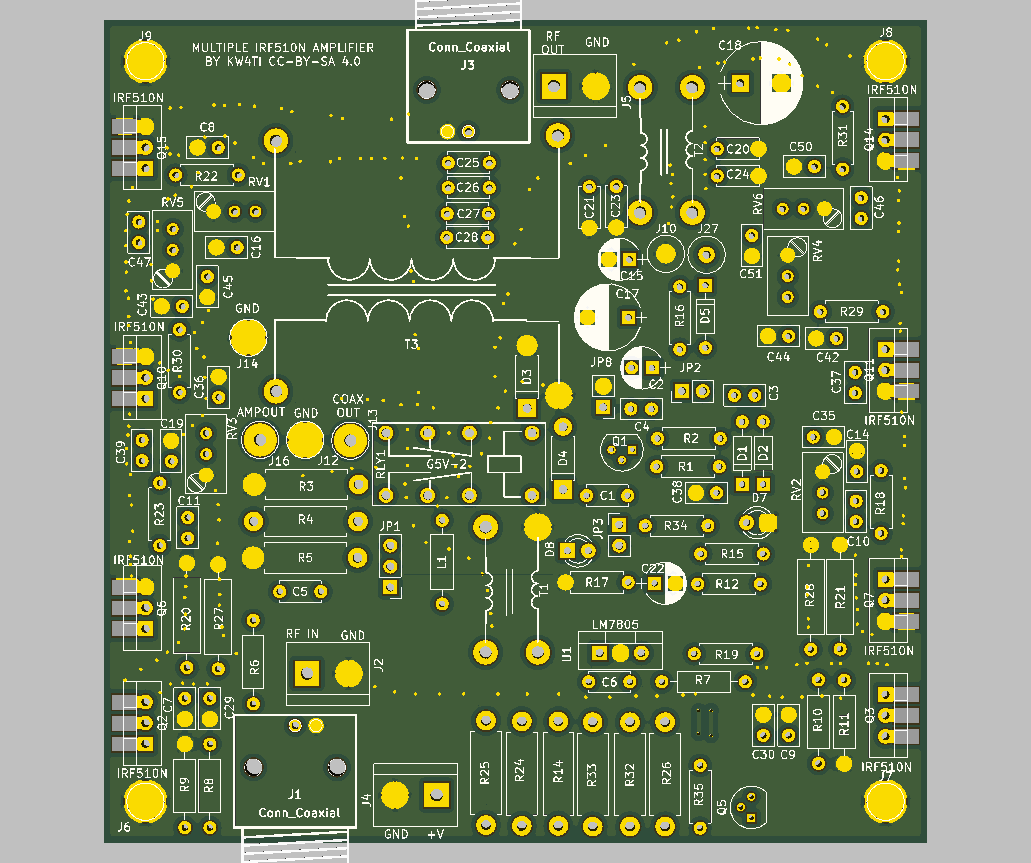 J9
MULTIPLE IRF510N AMPLIFIER
BY KW4TI CC-BY-SA 4.0
Conn_Coaxial
J3
RF
OUT
GND
J5
C18
J8
IRF510N
IRF510N
Q15
C8
R22
RV1
RV5
C16
C47
C45
C43
C25
C26
C27
C28
C21
C23
T2
C20
C24
C50
R31
Q14
RV6
C46
C51
RV4
J10
J27
C15
C17
R16
D5
R29
C44
C42
IRF510N
GND
J14
R30
Q10
C36
T3
D3
JP8
C2
JP2
C3
C4
C37
Q11
IRF510N
AMPOUT
GND
COAX
OUT
J13
J16
J12
C39
C19
RV3
RLY1
G5V-2
D4
Q1
R2
R1
D1
D2
C35
C14
RV2
R18
C10
C38
D7
C1
R3
R4
R5
R23
C11
JP1
L1
JP3
R34
D8
R15
R17
C22
R12
T1
IRF510N
Q6
R20
R27
C5
R6
RF IN
GND
J2
U1
LM7805
C6
R19
R7
R28
R21
Q7
IRF510N
Q2
C7
C29
IRF510N
R9
R8
J6
J1
Conn_Coaxial
J4
GND
+V
R25
R24
R14
R33
R32
R26
R35
Q5
C30
C9
R10
R11
Q3
IRF510N
J7